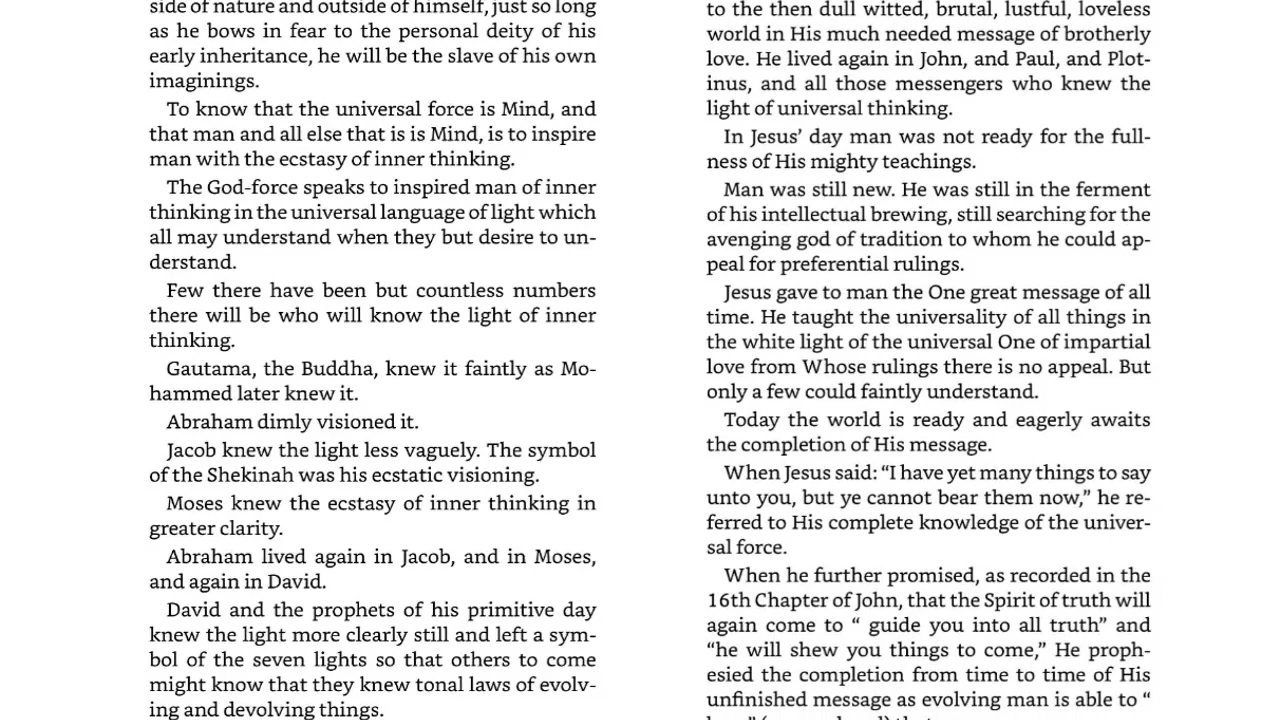 side of nature and outside of himself, just so long
as he bows in fear to the personal deity of his
early inheritance, he will be the slave of his own
imaginings.
To know that the universal force is Mind, and
that man and all else that is is Mind, is to inspire
man with the ecstasy of inner thinking.
The God-force speaks to inspired man of inner
thinking in the universal language of light which
all may understand when they but desire to un-
derstand.
Few there have been but countless numbers
there will be who will know the light of inner
thinking.
Gautama, the Buddha, knew it faintly as Mo-
hammed later knew it.
Abraham dimly visioned it.
Jacob knew the light less vaguely. The symbol
of the Shekinah was his ecstatic visioning.
Moses knew the ecstasy of inner thinking in
greater clarity.
Abraham lived again in Jacob, and in Moses,
and again in David.
David and the prophets of his primitive day
knew the light more clearly still and left a sym-
bol of the seven lights so that others to come
might know that they knew tonal laws of evolv-
ing and devolving things.
to the then dull witted, brutal, lustful, loveless
world in His much needed message of brotherly
love. He lived again in John, and Paul, and Plot-
inus, and all those messengers who knew the
light of universal thinking.
In Jesus’ day man was not ready for the full-
ness of His mighty teachings.
Man was still new. He was still in the ferment
of his intellectual brewing, still searching for the
avenging god of tradition to whom he could ap-
peal for preferential rulings.
Jesus gave to man the One great message of all
time. He taught the universality of all things in
the white light of the universal One of impartial
love from Whose rulings there is no appeal. But
only a few could faintly understand.
Today the world is ready and eagerly awaits
the completion of His message.
When Jesus said: “I have yet many things to say
unto you, but ye cannot bear them now,” he re-
ferred to His complete knowledge of the univer-
sal force.
When he further promised, as recorded in the
16th Chapter of John, that the Spirit of truth will
again come to “ guide you into all truth” and
“he will shew you things to come,” He proph-
esied the completion from time to time of His
unfinished message as evolving man is able to “